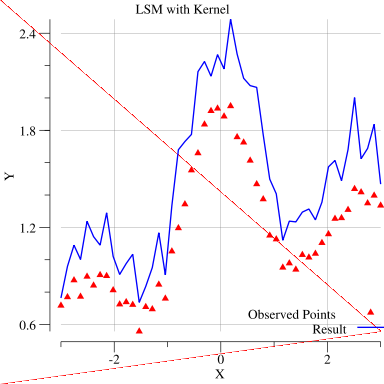 LSM with Kernel
2.4
1.8
Y
1.2
0.6
Observed Points
Result
-2
0
2
X